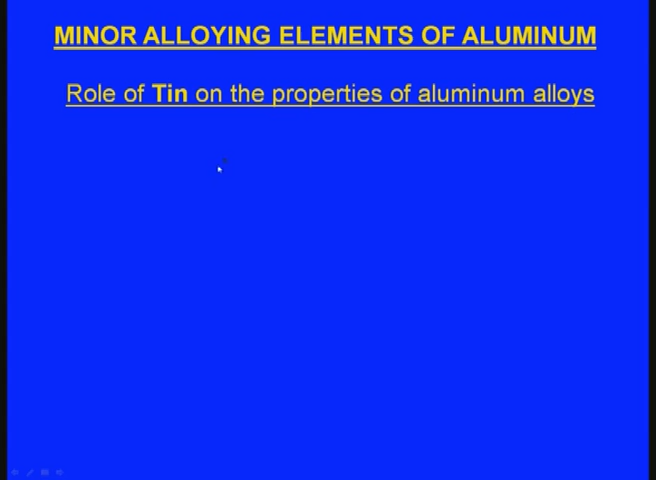 MINOR ALLOYING ELEMENTS OF ALUMINUM
Role of Tin on the properties of aluminum alloys